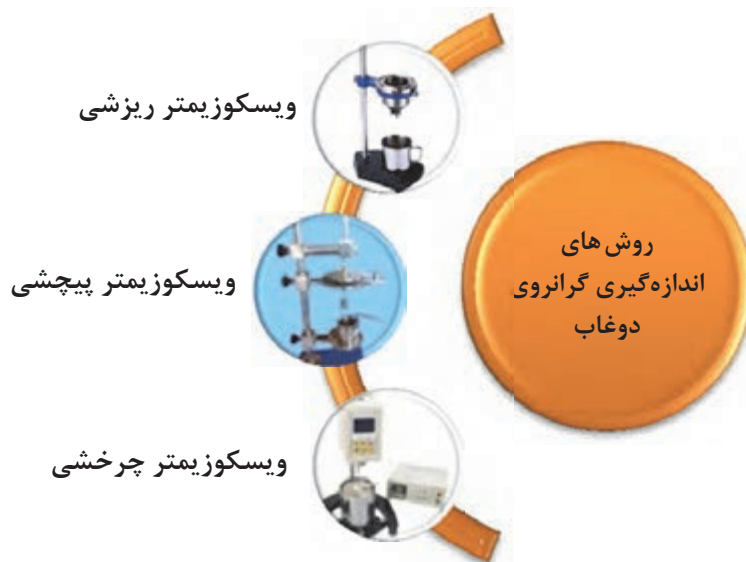 روش‌های
اندازه‌گیری گرانروی
دوغاب
ویسکوزیمتر ریزشی
ویسکوزیمتر پیچشی
ویسکوزیمتر چرخشی